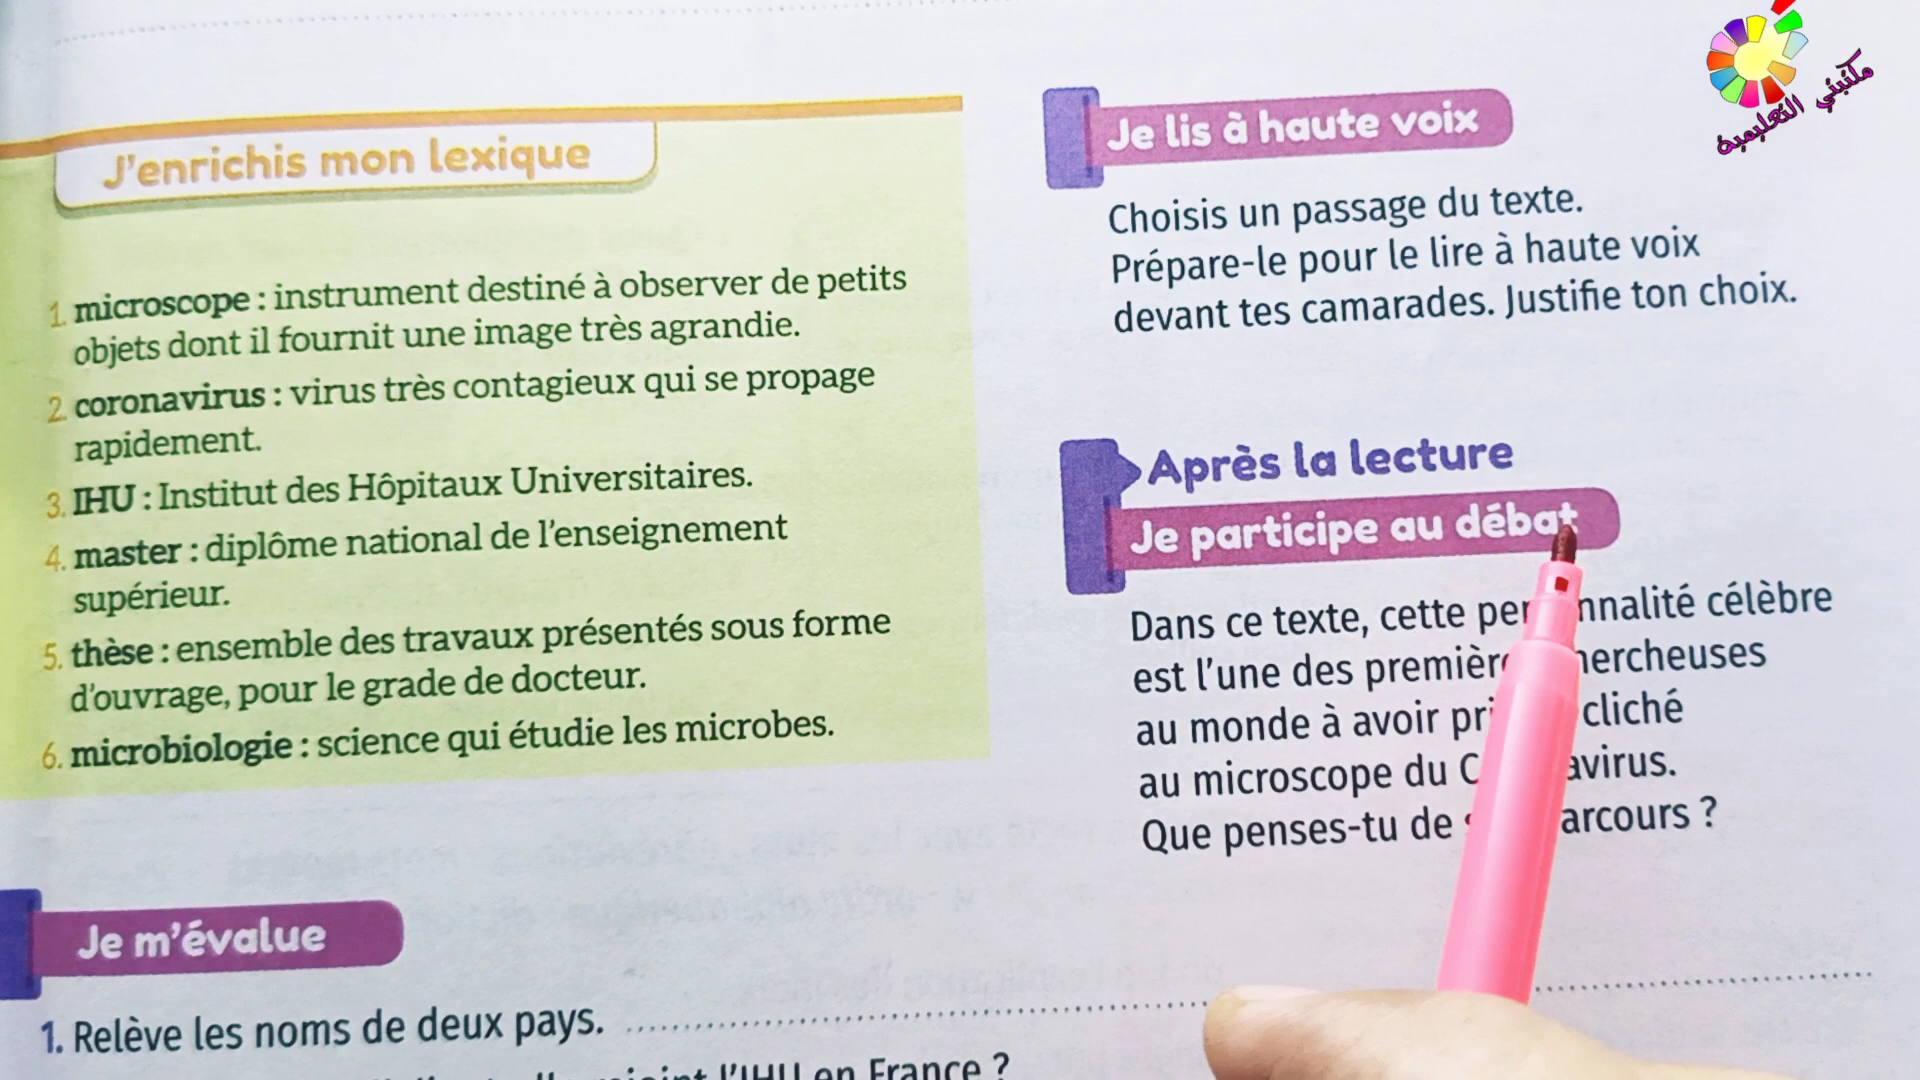 J'enrichis mon lexique
1. microscope : instrument destiné à observer de petits
objets dont il fournit une image très agrandie.
2. coronavirus : virus très contagieux qui se propage
rapidement.
3. IHU : Institut des Hôpitaux Universitaires.
4. master : diplôme national de l'enseignement
supérieur.
5. thèse : ensemble des travaux présentés sous forme
d'ouvrage, pour le grade de docteur.
6. microbiologie : science qui étudie les microbes.
Je m'évalue
1. Relève les noms de deux pays.
l'IHU en France ?
Je lis à haute voix
Choisis un passage du texte.
Prépare-le pour le lire à haute voix
devant tes camarades. Justifie ton choix.
Après la lecture
Je participe au débat
Dans ce texte, cette célèbre
est l'une des
au monde à avoir cliché
au microscope du
Que penses-tu de ?
مكتبتي التعليمية